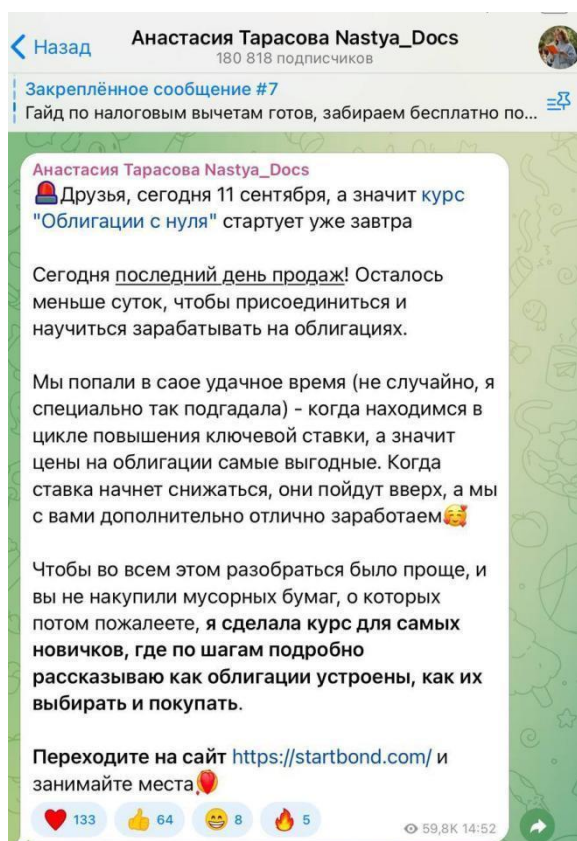 Назад
Анастасия Тарасова Nastya_Docs
180 818 подписчиков
Закреплённое сообщение #7
Гайд по налоговым вычетам готов, забираем бесплатно по...
Анастасия Тарасова Nastya_Docs
🚨Друзья, сегодня 11 сентября, а значит курс
"Облигации с нуля" стартует уже завтра
Сегодня последний день продаж! Осталось
меньше суток, чтобы присоединиться и
научиться зарабатывать на облигациях.
Мы попали в саое удачное время (не случайно, я
специально так подгадала) - когда находимся в
цикле повышения ключевой ставки, а значит
цены на облигации самые выгодные. Когда
ставка начнет снижаться, они пойдут вверх, а мы
с вами дополнительно отлично заработаем🥰
Чтобы во всем этом разобраться было проще, и
вы не накупили мусорных бумаг, о которых
потом пожалеете, я сделала курс для самых
новичков, где по шагам подробно
рассказываю как облигации устроены, как их
выбирать и покупать.
Переходите на сайт https://startbond.com/ и
занимайте места
133 64 8 5
59,8K 14:52